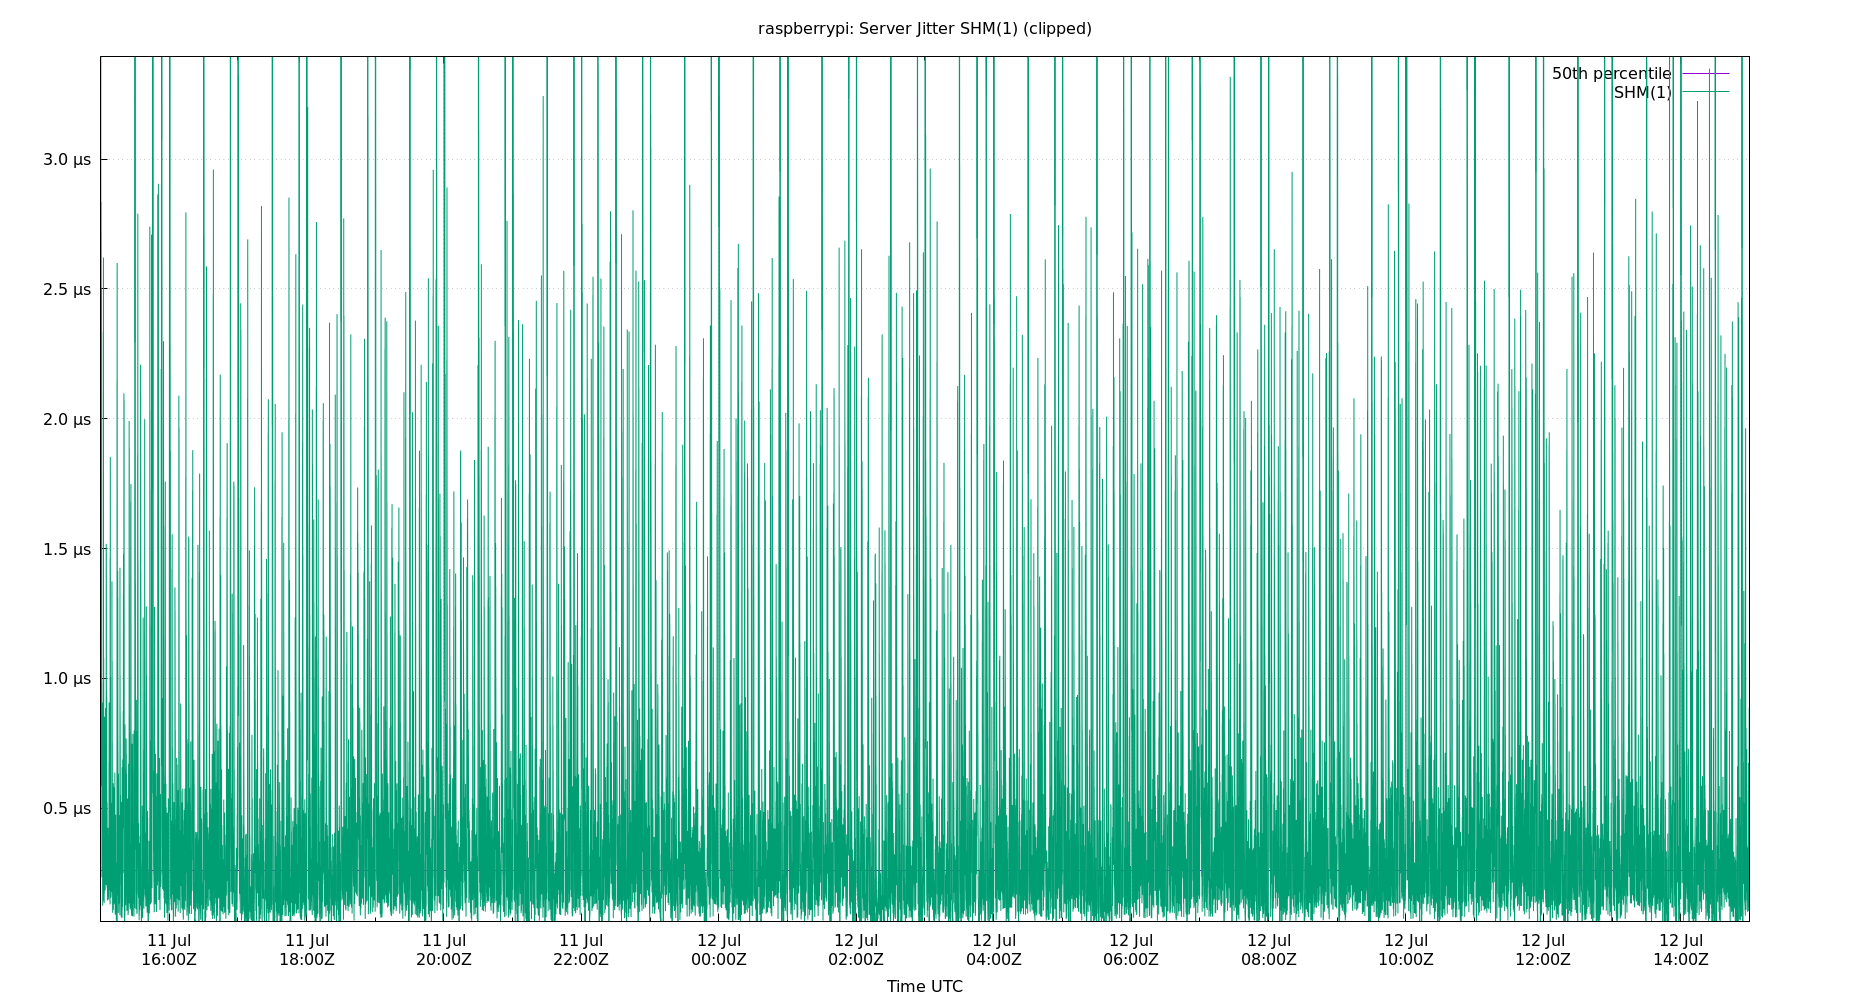 raspberrypi: Server Jitter SHM(1) (clipped)
50th percentile
SHM(1)
3.0 µs
2.5 µs
2.0 µs
1.5 µs
1.0 µs
0.5 µs
11 Jul 11 Jul 11 Jul 11 Jul 12 Jul 12 Jul 12 Jul 12 Jul 12 Jul 12 Jul 12 Jul 12 Jul
16:00Z 18:00Z 20:00Z 22:00Z 00:00Z 02:00Z 04:00Z 06:00Z 08:00Z 10:00Z 12:00Z 14:00Z
Time UTC